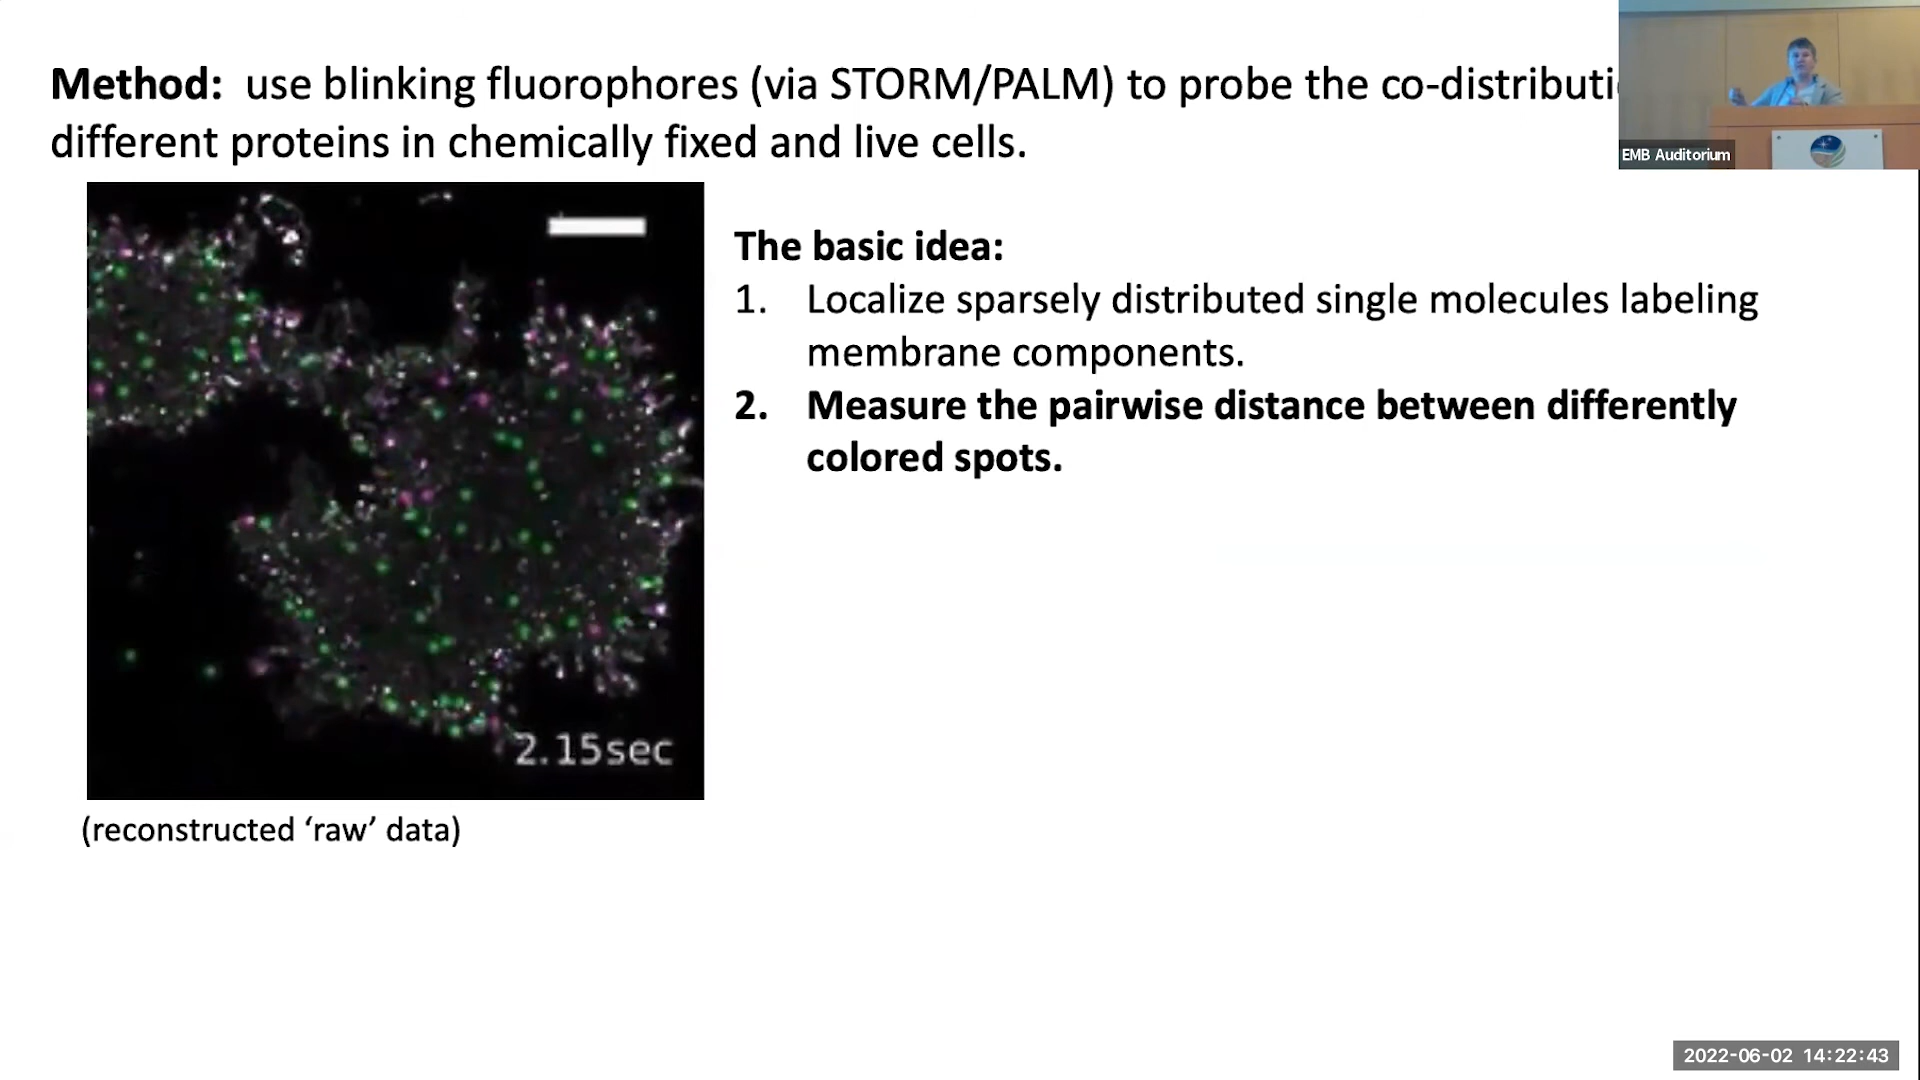 Method: use blinking fluorophores (via STORM/PALM) to probe the co-distributi
different proteins in chemically fixed and live cells.
EMB Auditorium
The basic idea:
1. Localize sparsely distributed single molecules labeling
membrane components.
2. Measure the pairwise distance between differently
colored spots.
2.15sec
(reconstructed ‘raw’ data)
2022-06-02 14:22:43